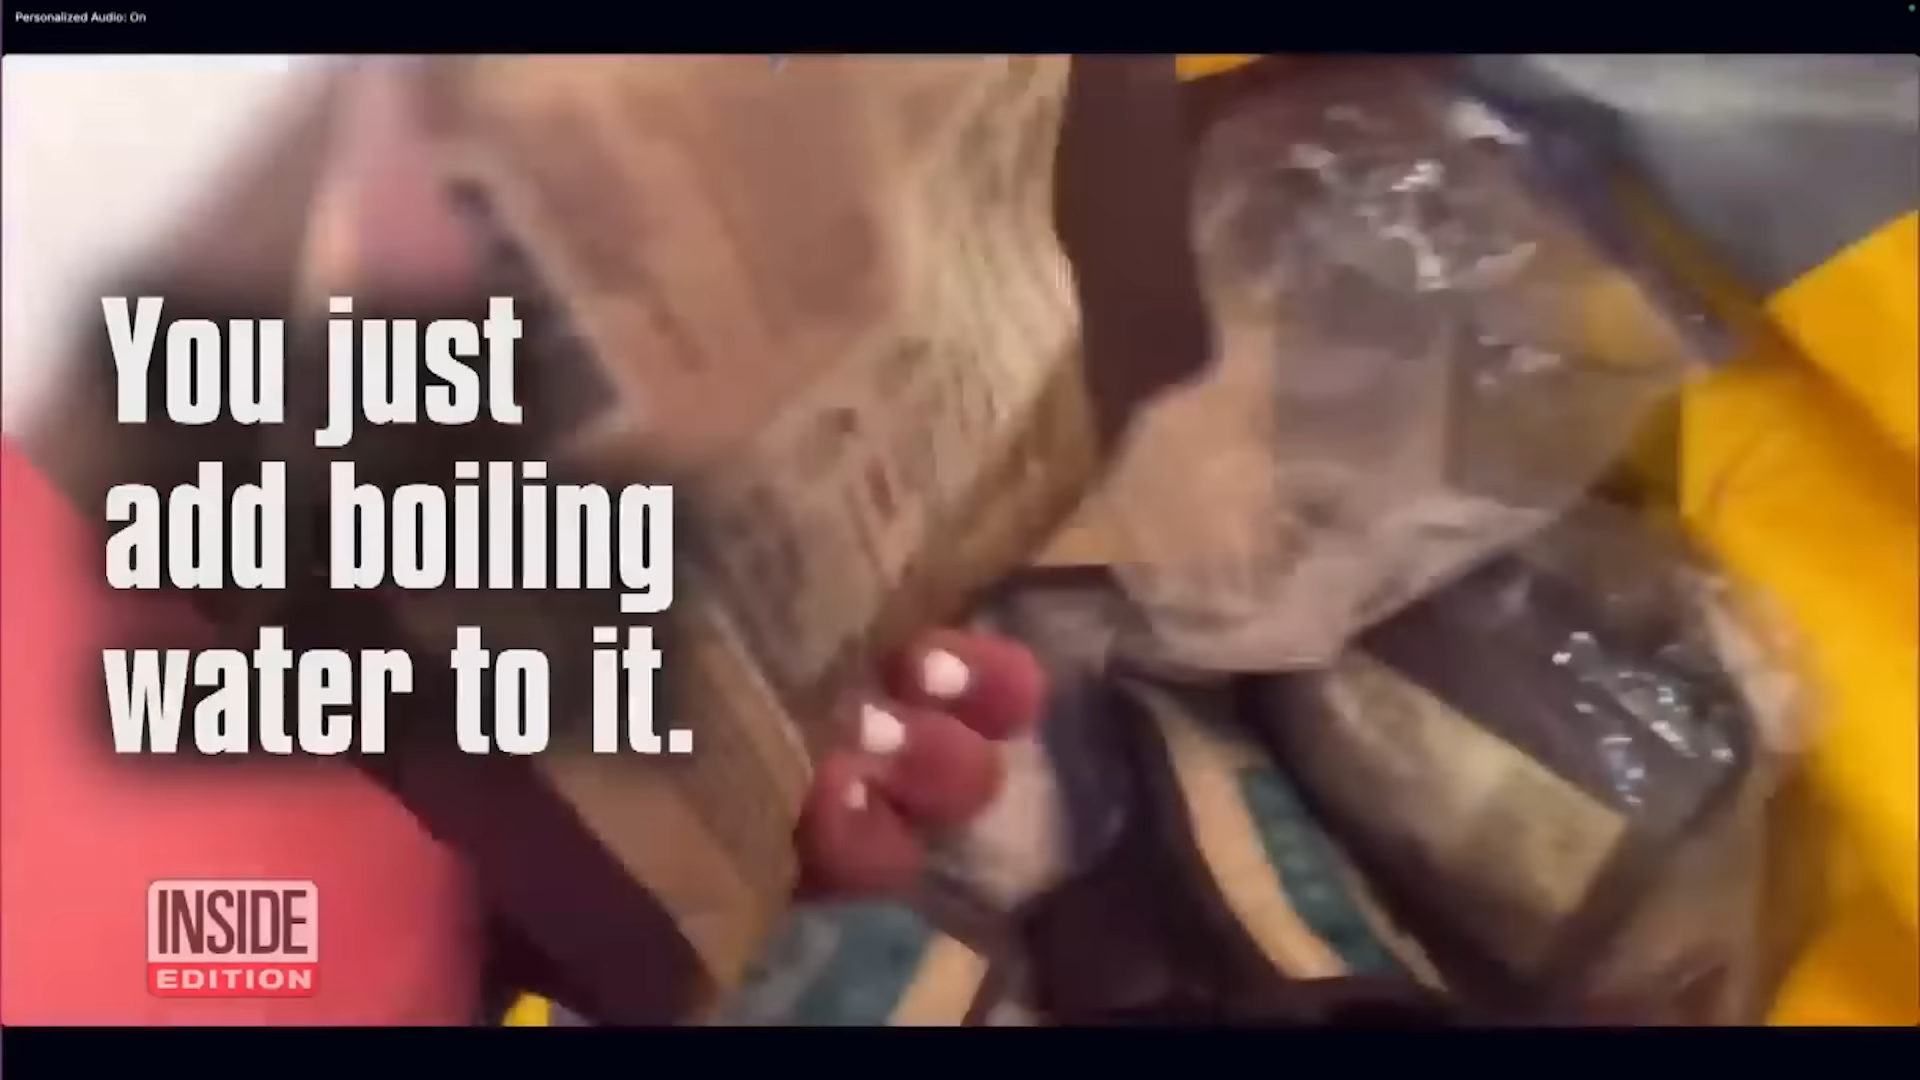 Personalized Audio: On
You just
add boiling
water to it.
INSIDE
EDITION